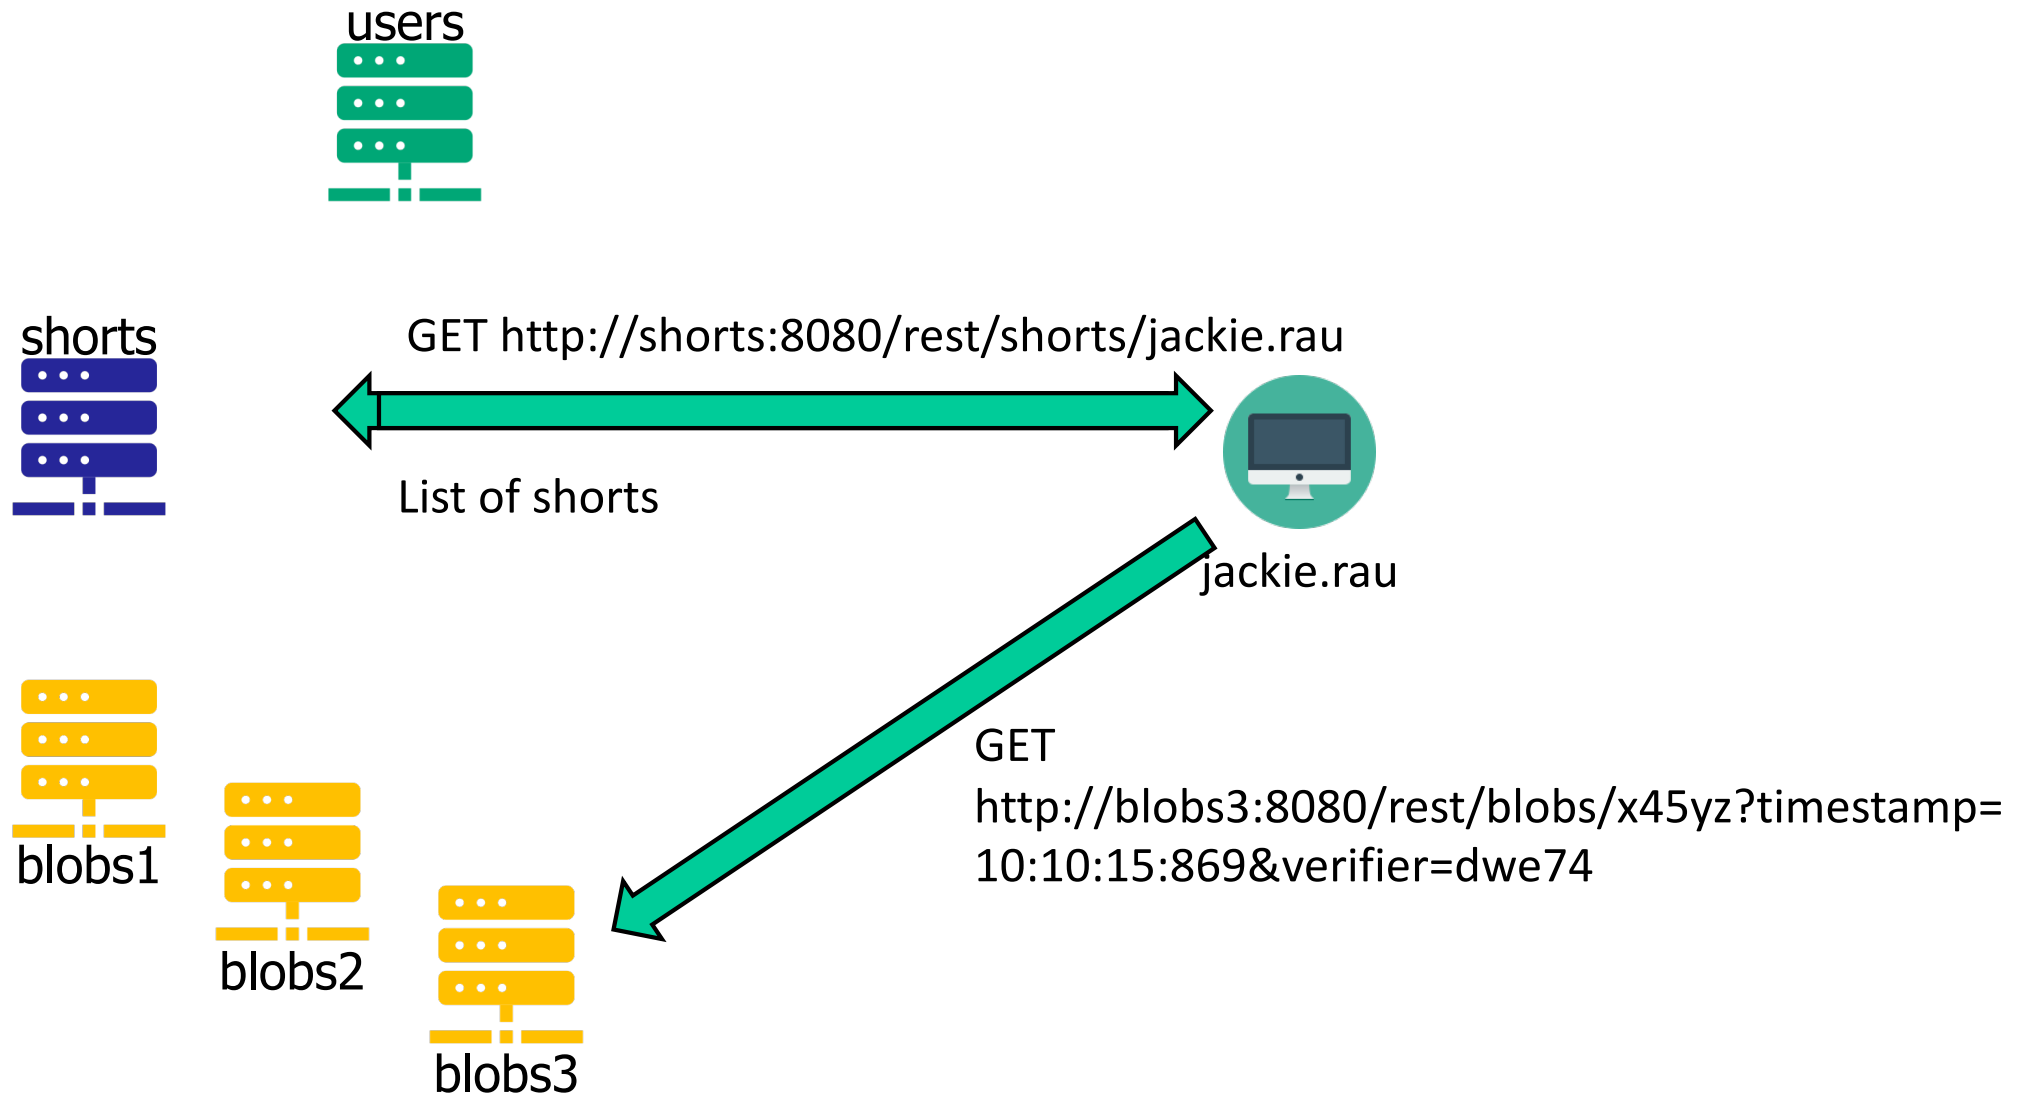 users
shorts
GET http://shorts:8080/rest/shorts/jackie.rau
List of shorts
jackie.rau
GET
http://blobs3:8080/rest/blobs/x45yz?timestamp=
10:10:15:869&verifier=dwe74
blobs1
blobs2
blobs3